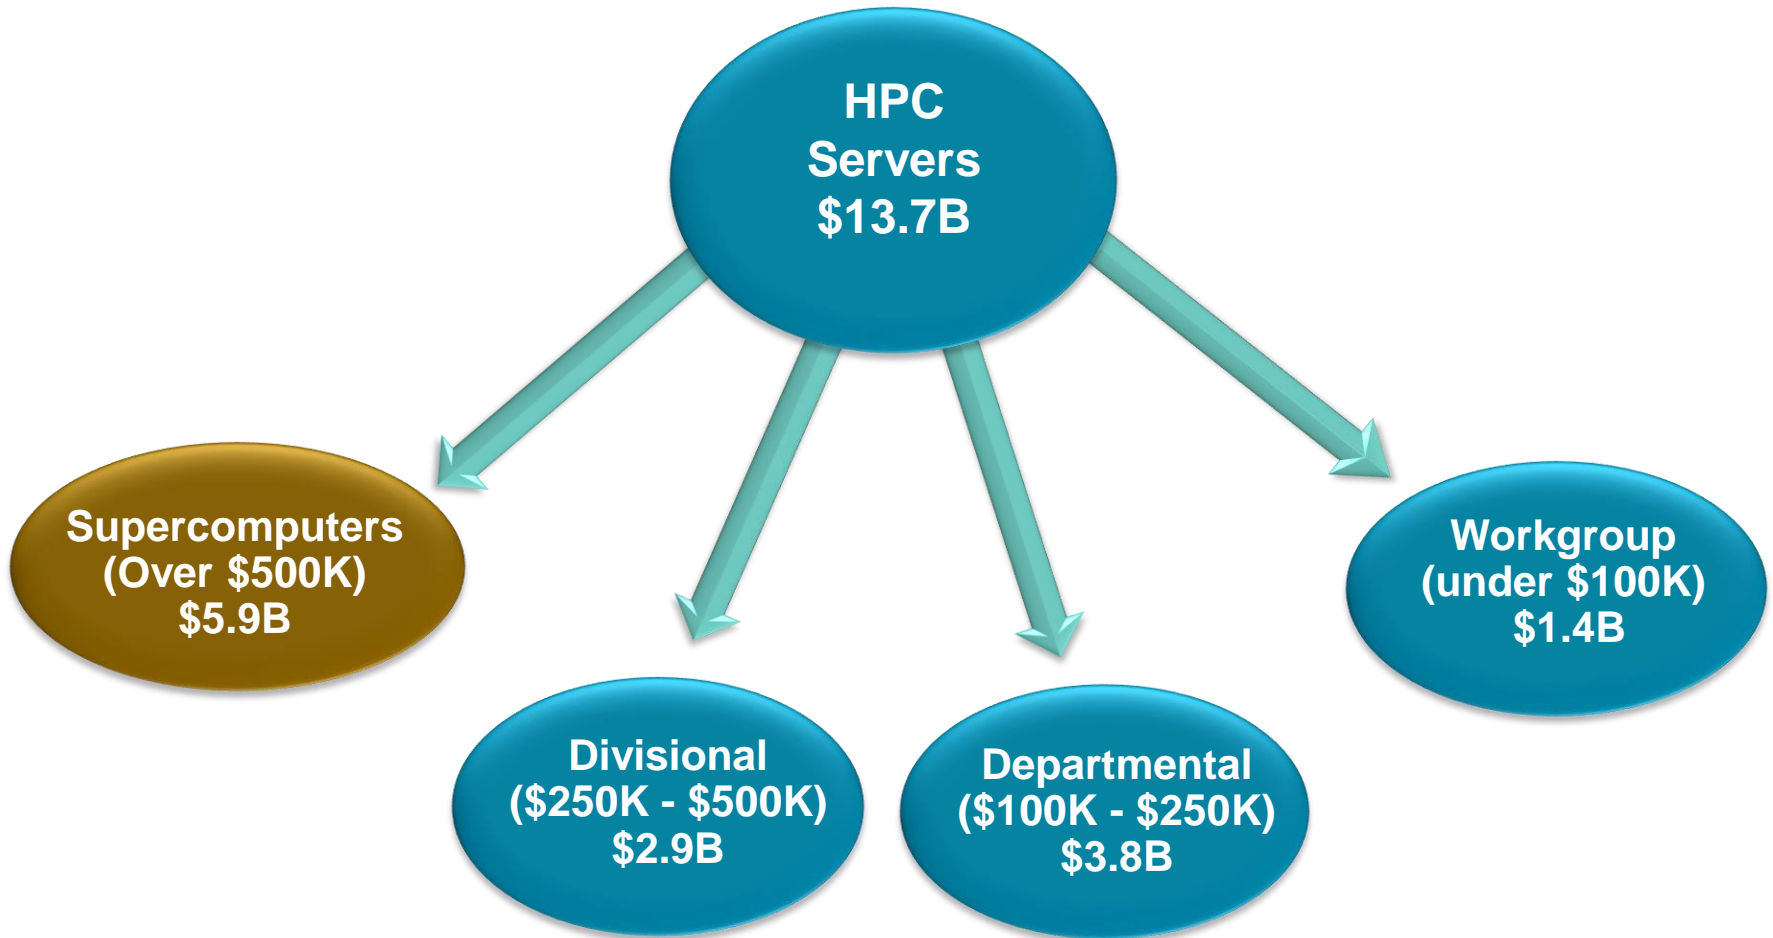 HPC
Servers
$13.7B
Supercomputers
(Over $500K)
$5.9B
Divisional
($250K - $500K)
$2.9B
Departmental
($100K - $250K)
$3.8B
Workgroup
(under $100K)
$1.4B